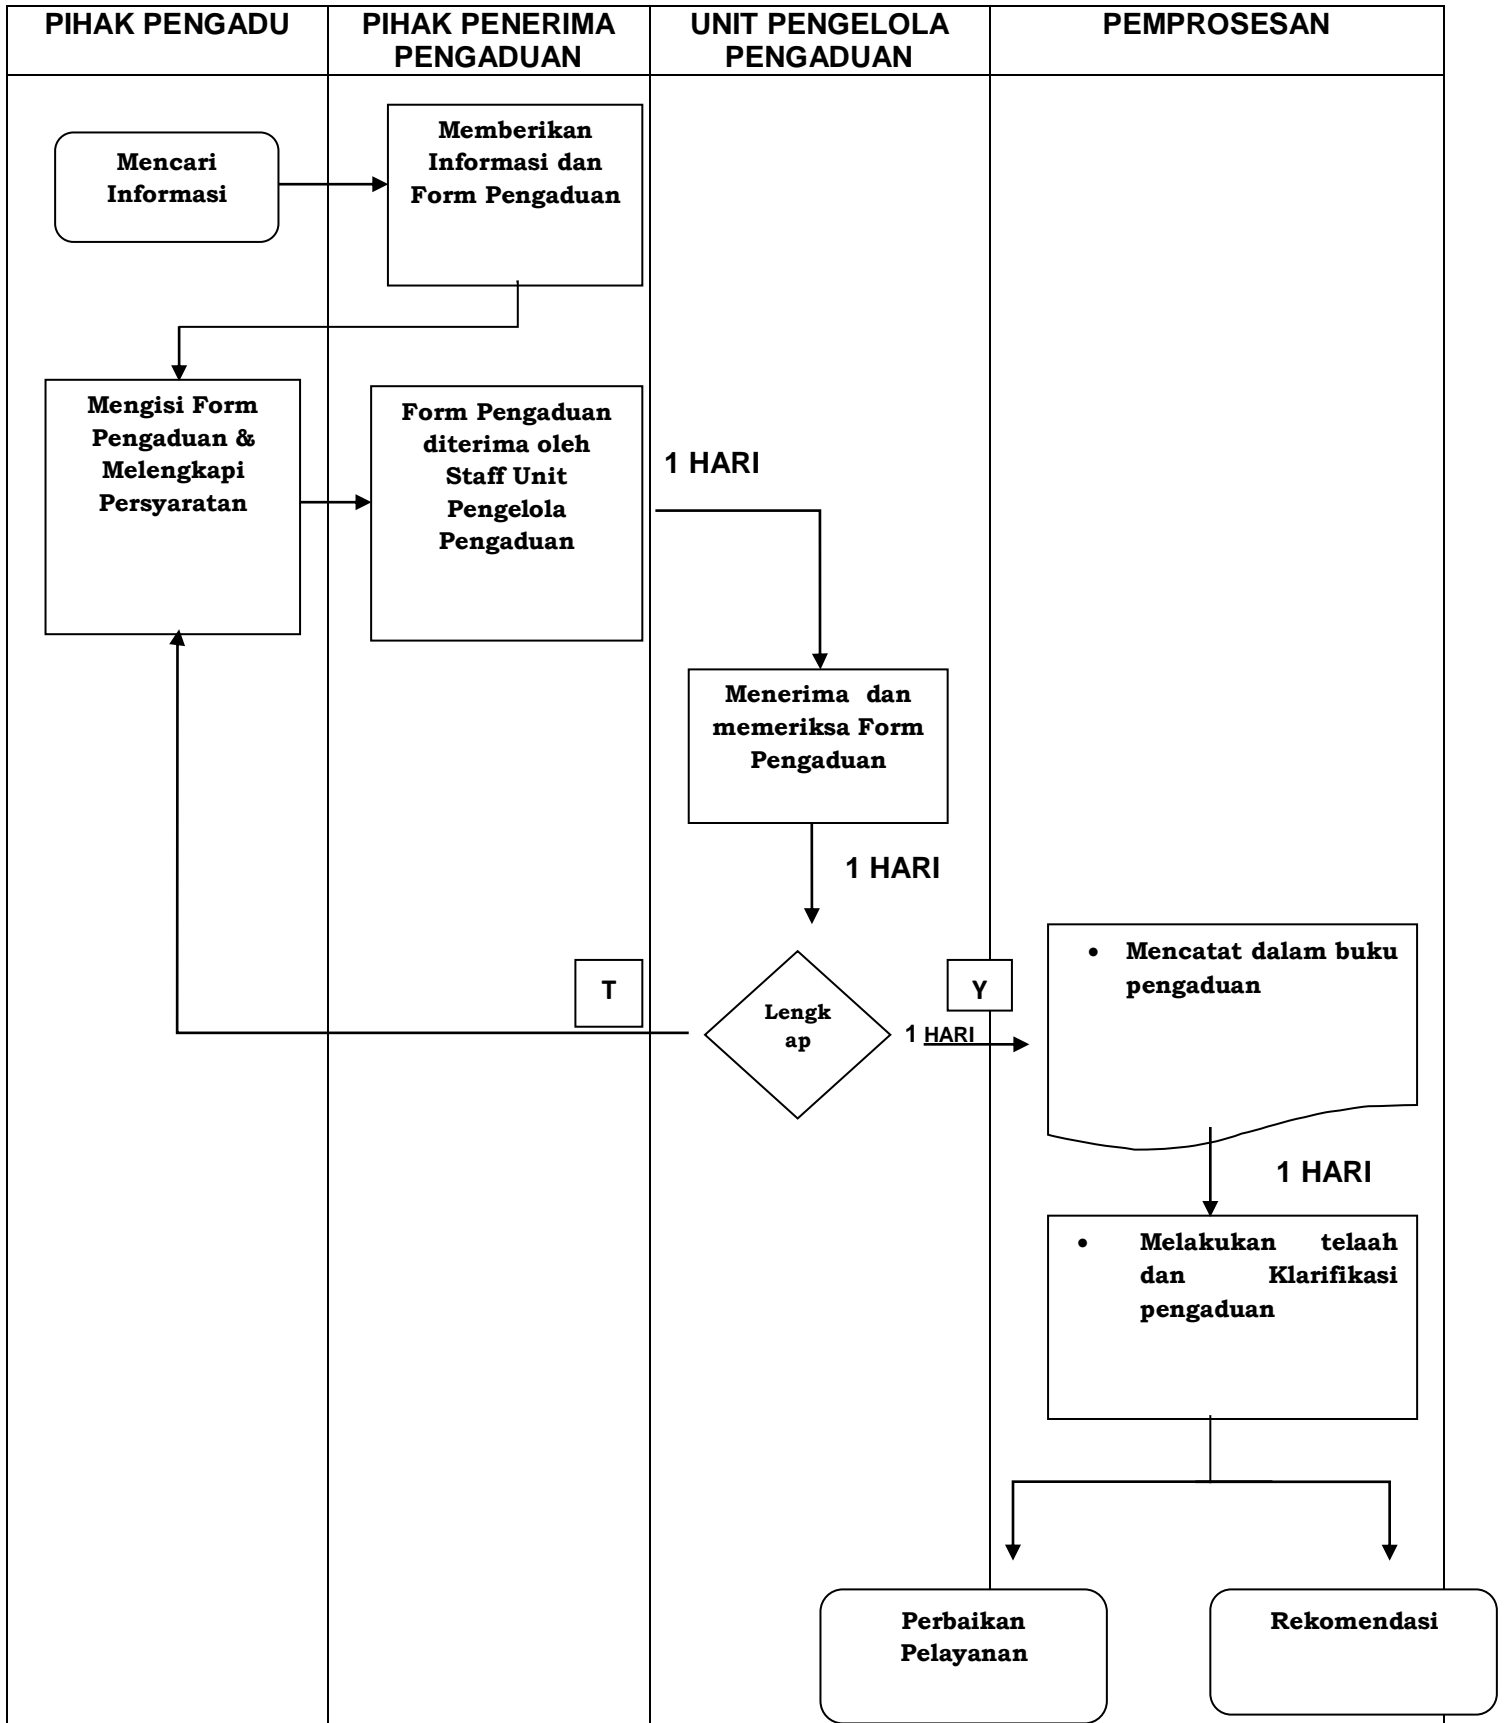 PIHAK PENGADU
PIHAK PENERIMA
PENGADUAN
UNIT PENGELOLA
PENGADUAN
PEMPROSESAN
Mencari
Informasi
Memberikan
Informasi dan
Form Pengaduan
Mengisi Form
Pengaduan &
Melengkapi
Persyaratan
Form Pengaduan
diterima oleh
Staff Unit
Pengelola
Pengaduan
1 HARI
Menerima dan
memeriksa Form
Pengaduan
1 HARI
T
Lengk
ap
Y
1 HARI
• Mencatat dalam buku
pengaduan
1 HARI
• Melakukan telaah
dan Klarifikasi
pengaduan
Perbaikan
Pelayanan
Rekomendasi